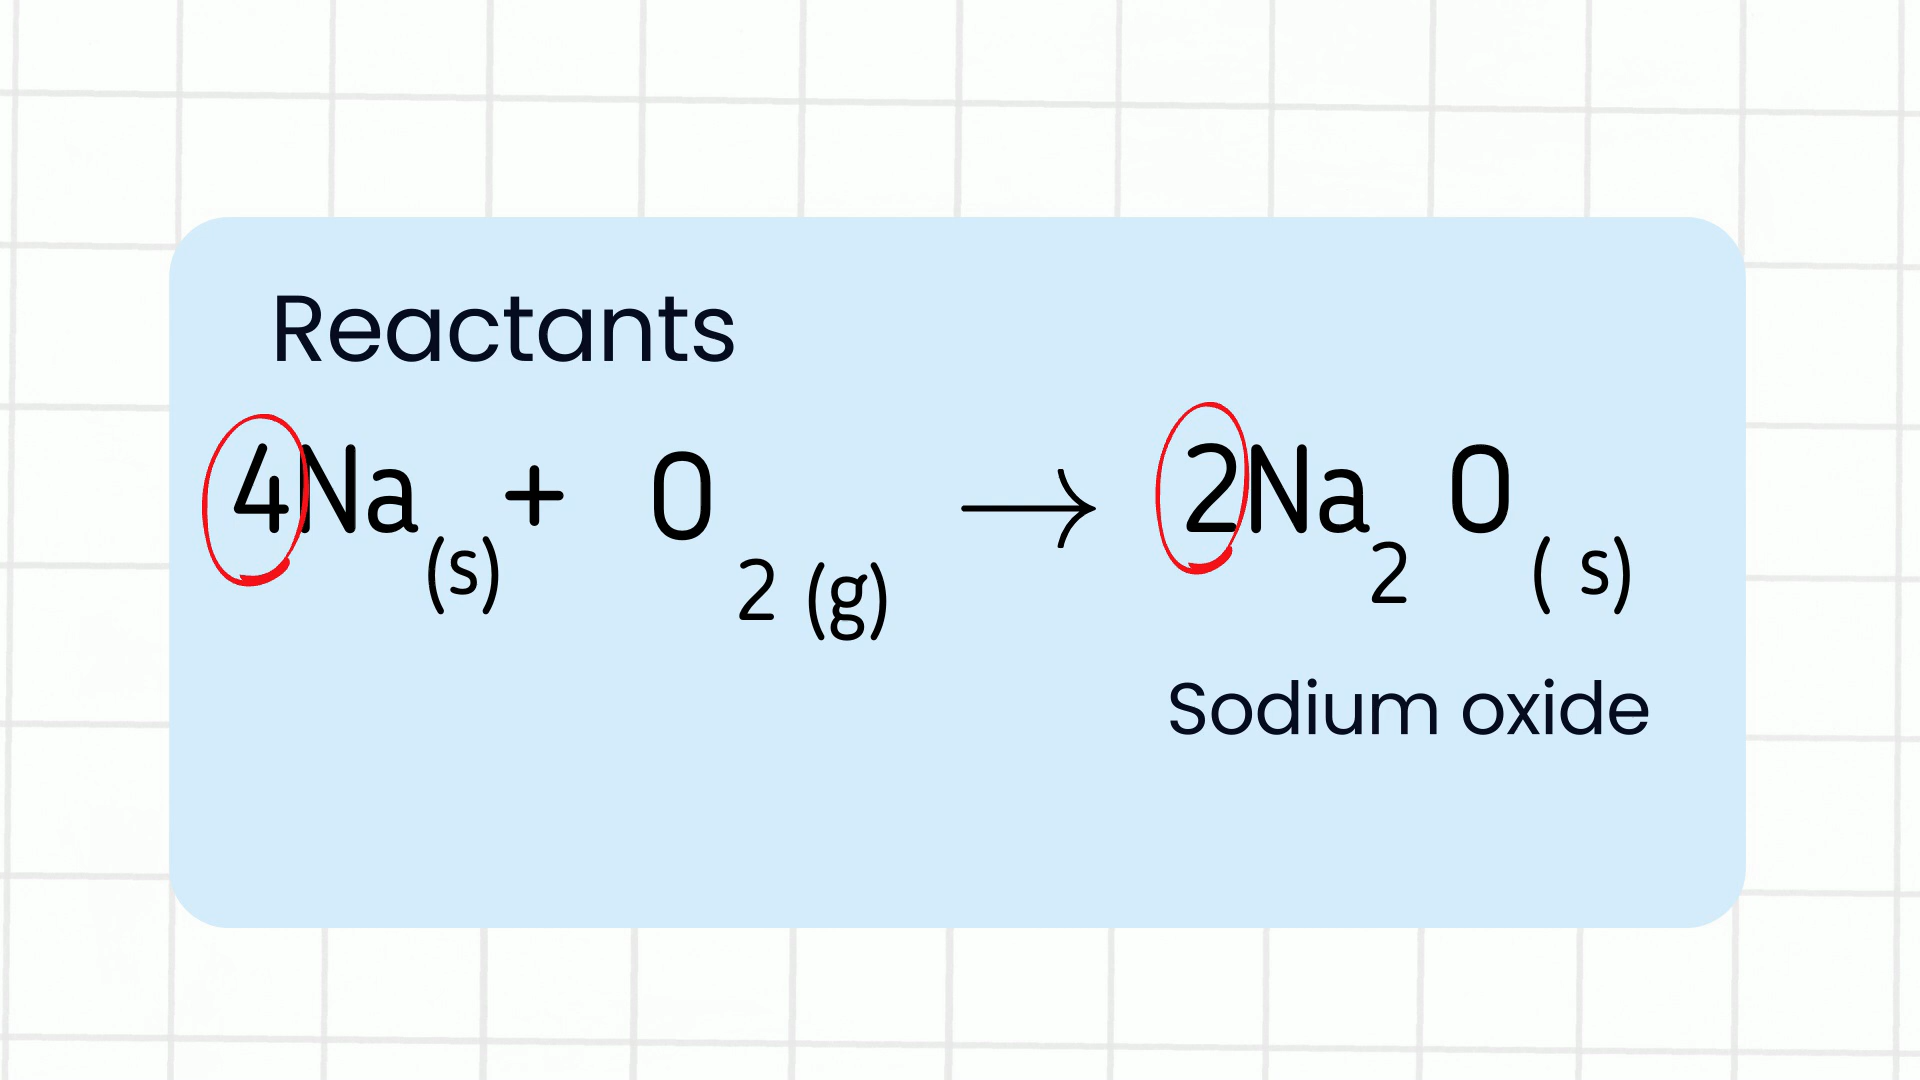 Reactants
4Na(s)+ O2 (g) → 2Na2 O( s)
Sodium oxide